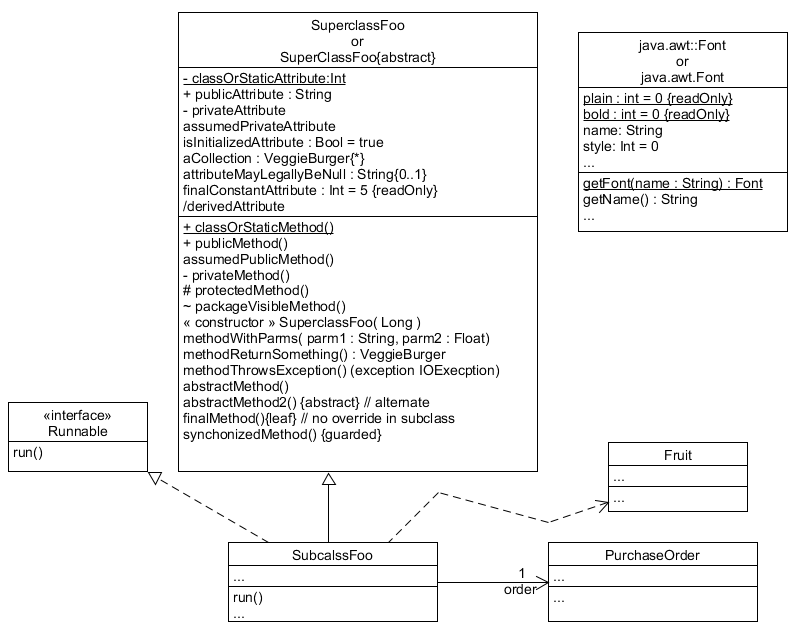 SuperclassFoo
or
SuperClassFoo{abstract}
- classOrStaticAttribute:Int
+ publicAttribute : String
- privateAttribute
assumedPrivateAttribute
isInitializedAttribute : Bool = true
aCollection : VeggieBurger{*}
attributeMayLegallyBeNull : String{0..1}
finalConstantAttribute : Int = 5 {readOnly}
/derivedAttribute
+ classOrStaticMethod()
+ publicMethod()
assumedPublicMethod()
- privateMethod()
# protectedMethod()
~ packageVisibleMethod()
« constructor » SuperclassFoo( Long )
methodWithParms( parm1 : String, parm2 : Float)
methodReturnSomething() : VeggieBurger
methodThrowsException() (exception IOExecption)
abstractMethod()
abstractMethod2() {abstract} // alternate
finalMethod(){leaf} // no override in subclass
synchonizedMethod() {guarded}
java.awt::Font
or
java.awt.Font
plain : int = 0 {readOnly}
bold : int = 0 {readOnly}
name: String
style: Int = 0
...
getFont(name : String) : Font
getName() : String
...
«interface»
Runnable
run()
Fruit
...
...
SubcalssFoo
...
run()
...
1
order
PurchaseOrder
...
...